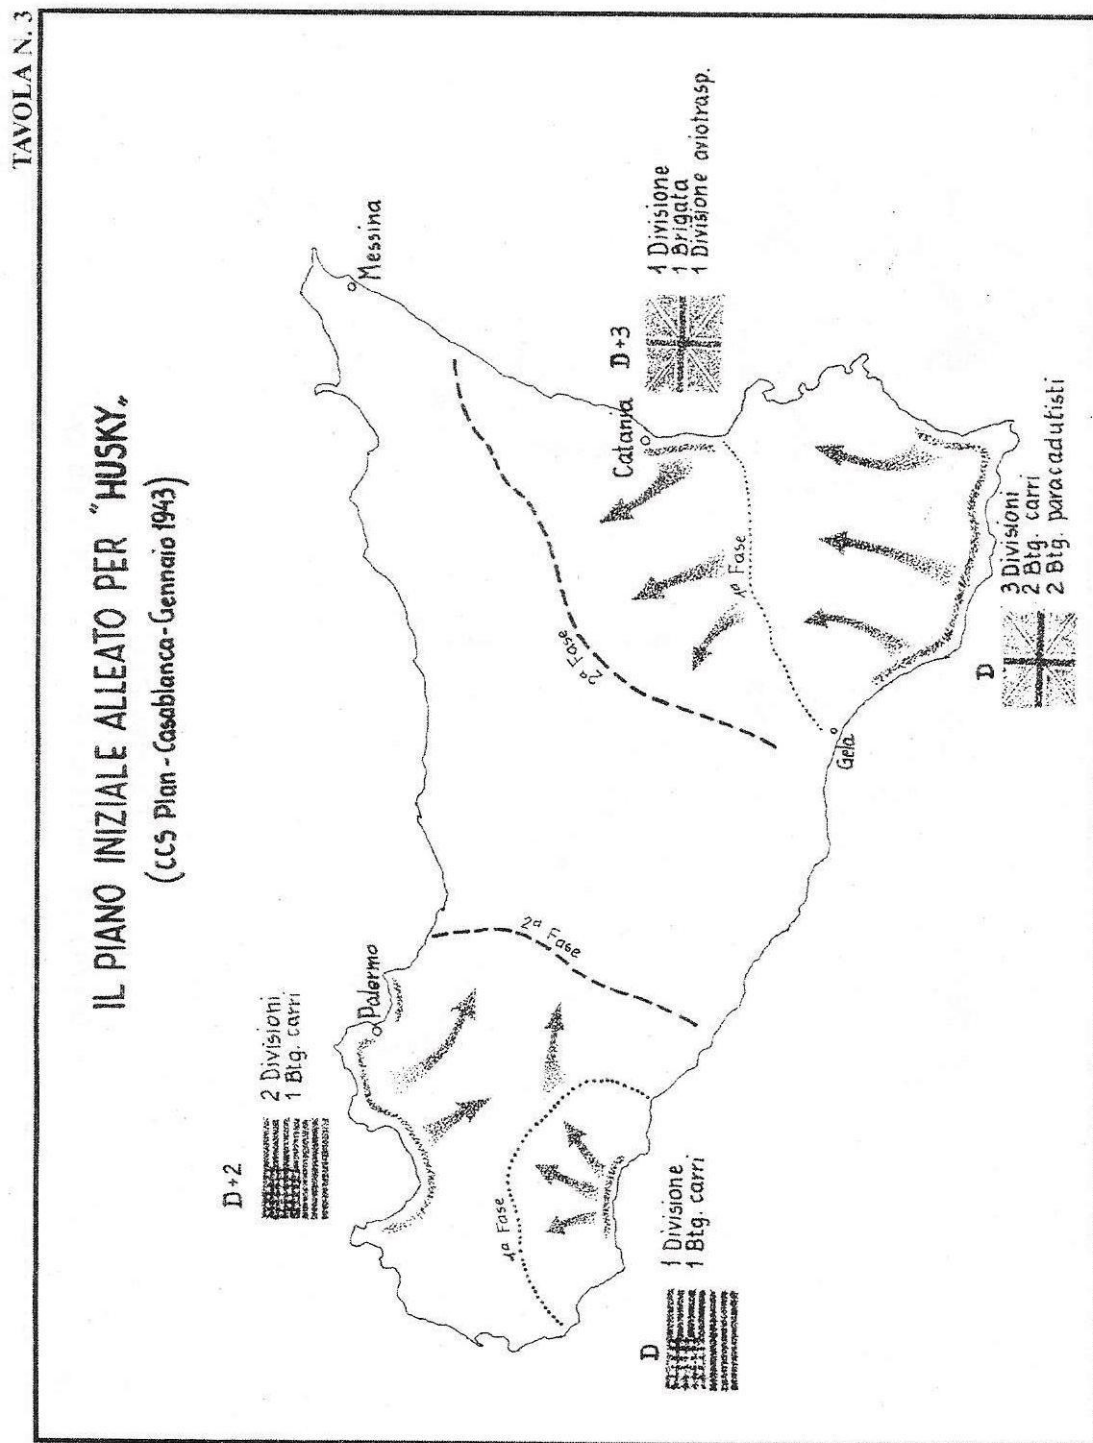 TAVOLA N. 3
IL PIANO INIZIALE ALLEATO PER "HUSKY„
(CCS Plan - Casablanca - Gennaio 1943)
D+2
2 Divisioni
1 Btg. carri
Palermo
Messina
2ª Fase
2ª Fase
1ª Fase
D
1 Divisione
1 Btg. carri
Catania
D+3
1 Divisione
1 Brigata
1 Divisione aviotrasp.
1ª Fase
Gela
D
3 Divisioni
2 Btg. carri
2 Btg. paracadutisti